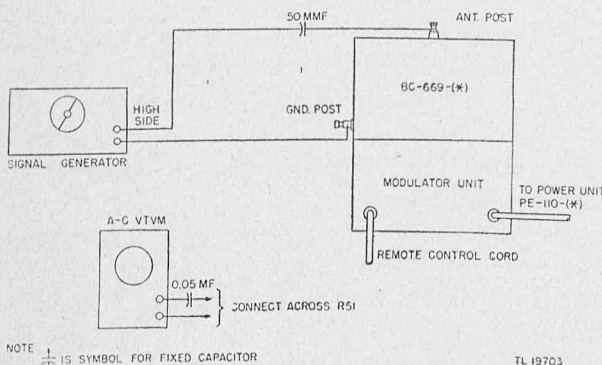 50 MMF
ANT. POST
BC-669-(*)
HIGH
SIDE
GND. POST
SIGNAL GENERATOR
MODULATOR UNIT
TO POWER UNIT
PE-110-(*)
A-C VTVM
REMOTE CONTROL CORD
0.05 MF
CONNECT ACROSS R51
NOTE
IS SYMBOL FOR FIXED CAPACITOR
TL 19703